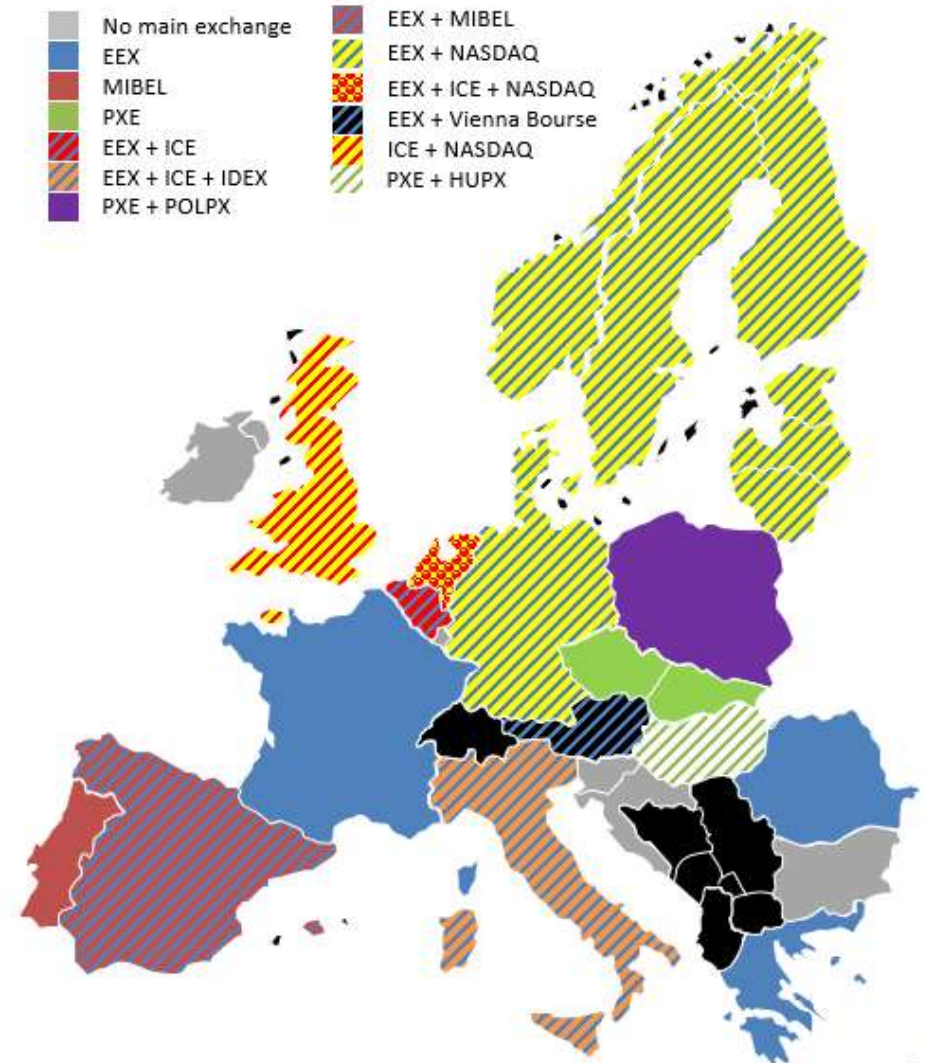 No main exchange
EEX
MIBEL
PXE
EEX + ICE
EEX + ICE + IDEX
PXE + POLPX
EEX + MIBEL
EEX + NASDAQ
EEX + ICE + NASDAQ
EEX + Vienna Bourse
ICE + NASDAQ
PXE + HUPX